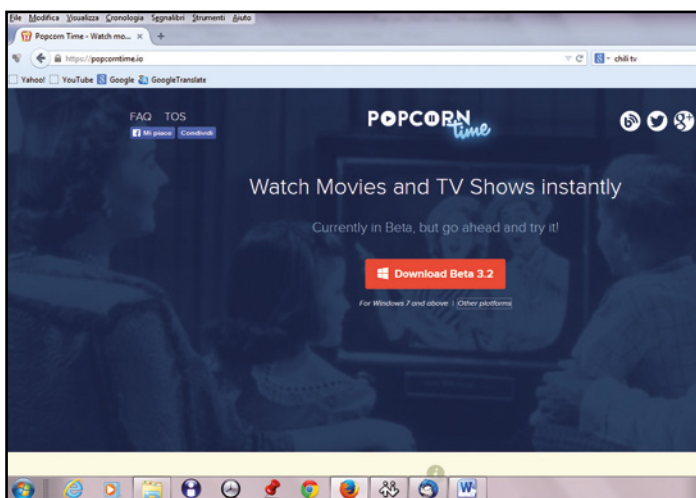 File Modifica Visualizza Cronologia Segnalibri Strumenti Aiuto
Popcorn Time - Watch mo... × +
https://popcorntime.io
chili tv
Yahoo! YouTube Google GoogleTranslate
FAQ TOS
Mi piace Condividi
POPCORN
time
Watch Movies and TV Shows instantly
Currently in Beta, but go ahead and try it!
Download Beta 3.2
For Windows 7 and above | Other platforms